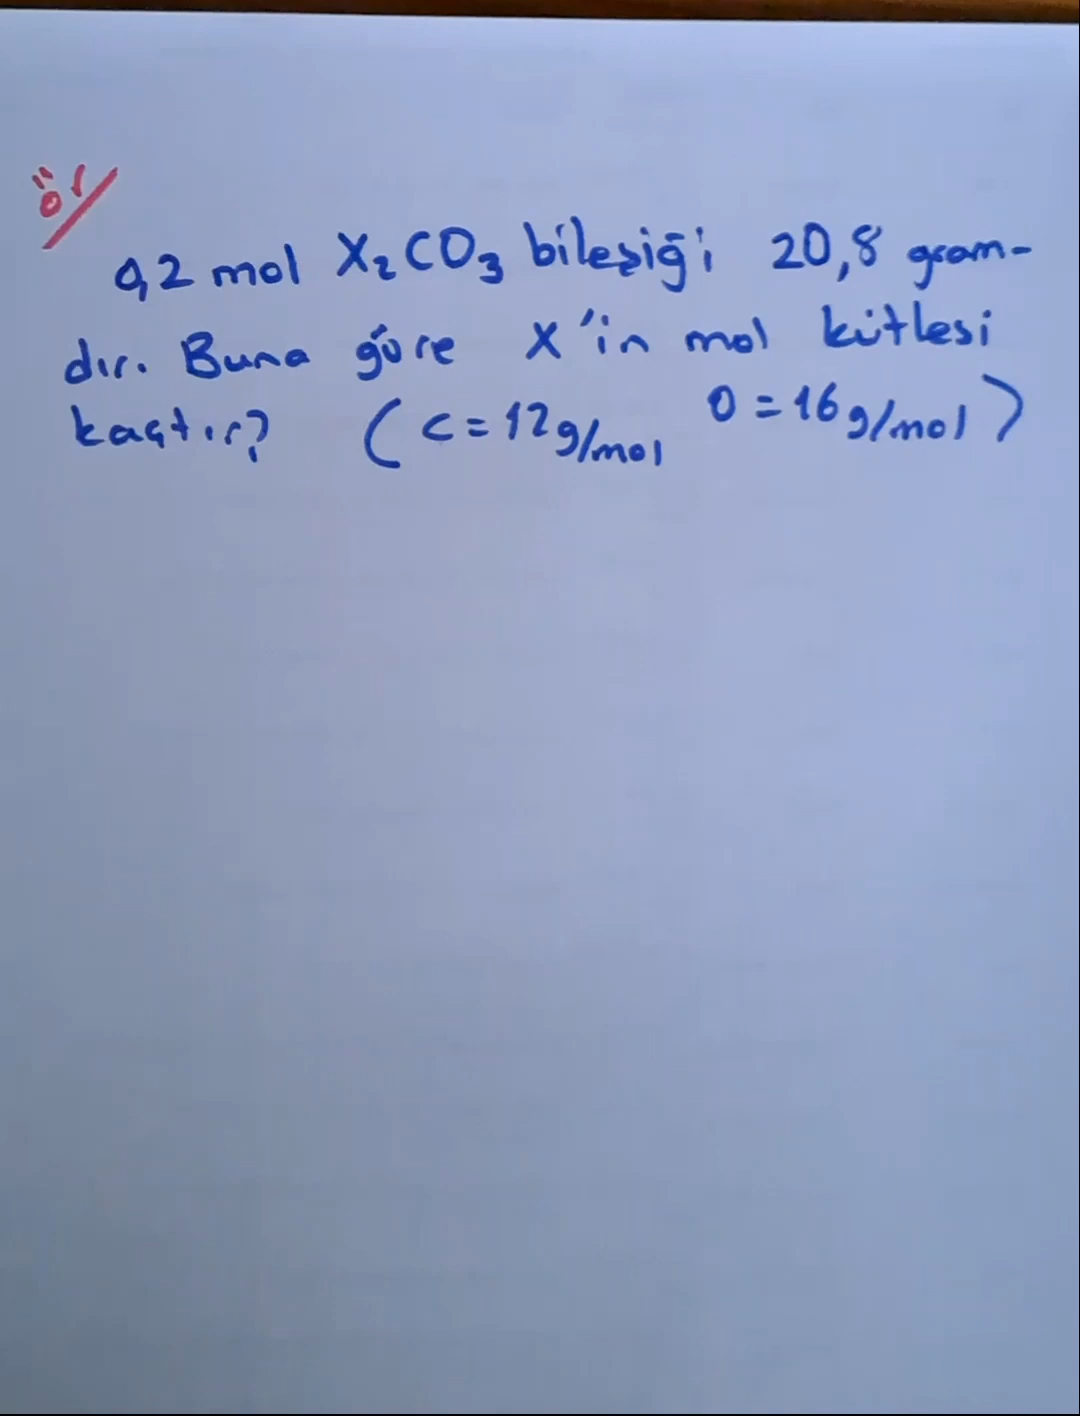 ör/
0,2 mol X₂CO₃ bileşiği 20,8 gram-
dır. Buna göre X'in mol kütlesi
kaçtır? (C=12g/mol O=16g/mol)